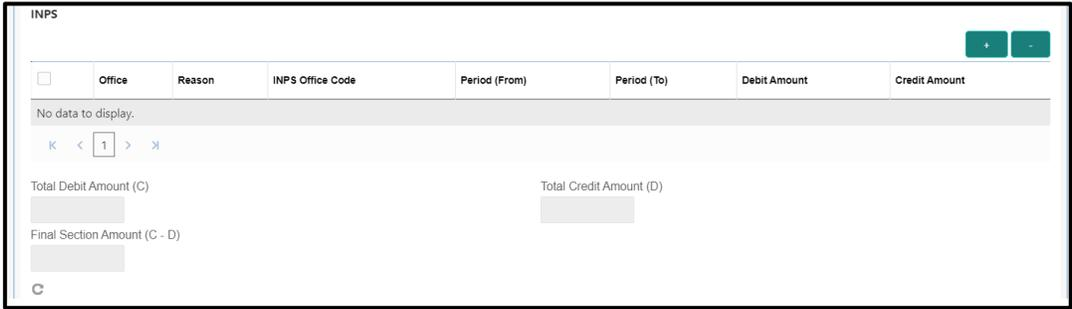 INPS
+ -
Office Reason INPS Office Code Period (From) Period (To) Debit Amount Credit Amount
No data to display.
1
Total Debit Amount (C) Total Credit Amount (D)
Final Section Amount (C - D)